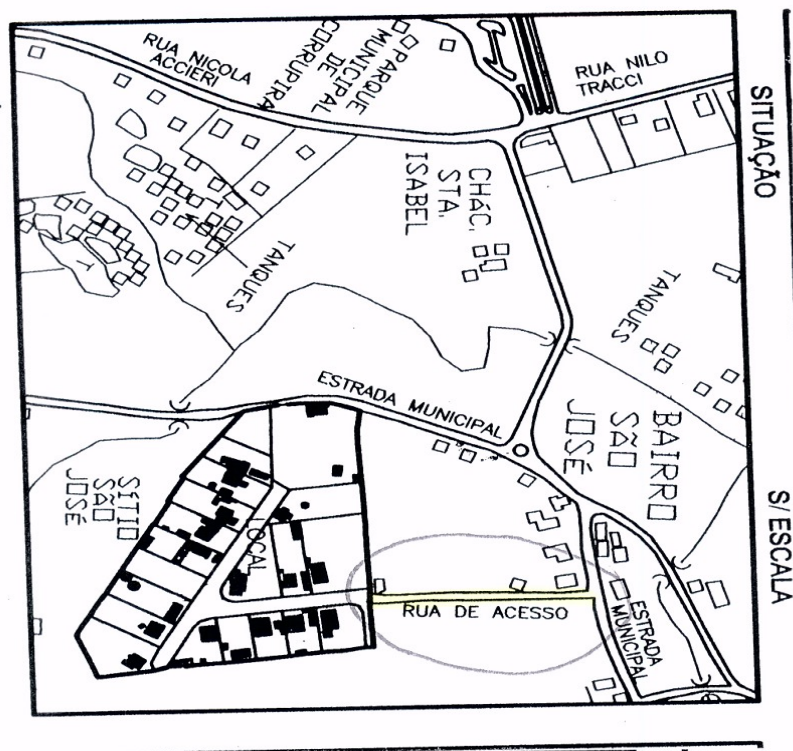 SITUAÇÃO
S/ ESCALA
RUA NICOLA
ACCIERI
PARQUE
MUNICIPAL
DE
CORRUPIRA
RUA NILO
TRACCI
CHÁC.
STA.
ISABEL
TANQUES
TANQUES
ESTRADA MUNICIPAL
BAIRRO
SÃO
JOSÉ
SÍTIO
SÃO
JOSÉ
LOCAL
RUA DE ACESSO
ESTRADA
MUNICIPAL